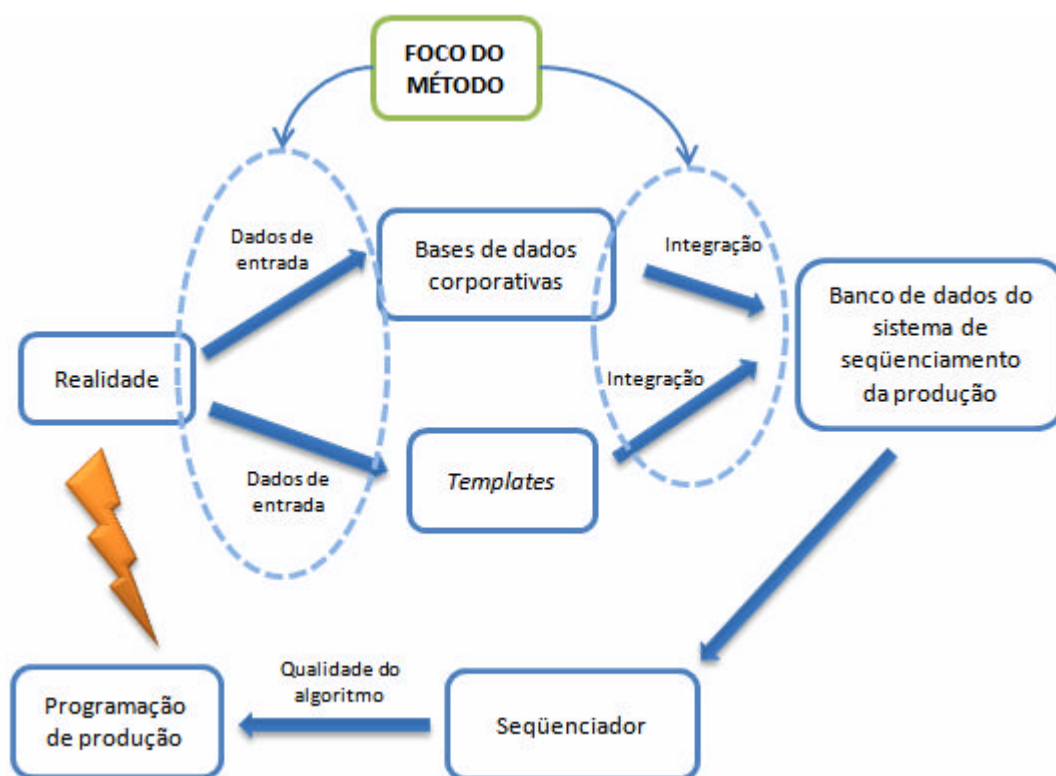 FOCO DO
MÉTODO
Dados de
entrada
Bases de dados
corporativas
Integração
Banco de dados do
sistema de
seqüenciamento
da produção
Realidade
Integração
Dados de
entrada
Templates
Programação
de produção
Qualidade do
algoritmo
Seqüenciador